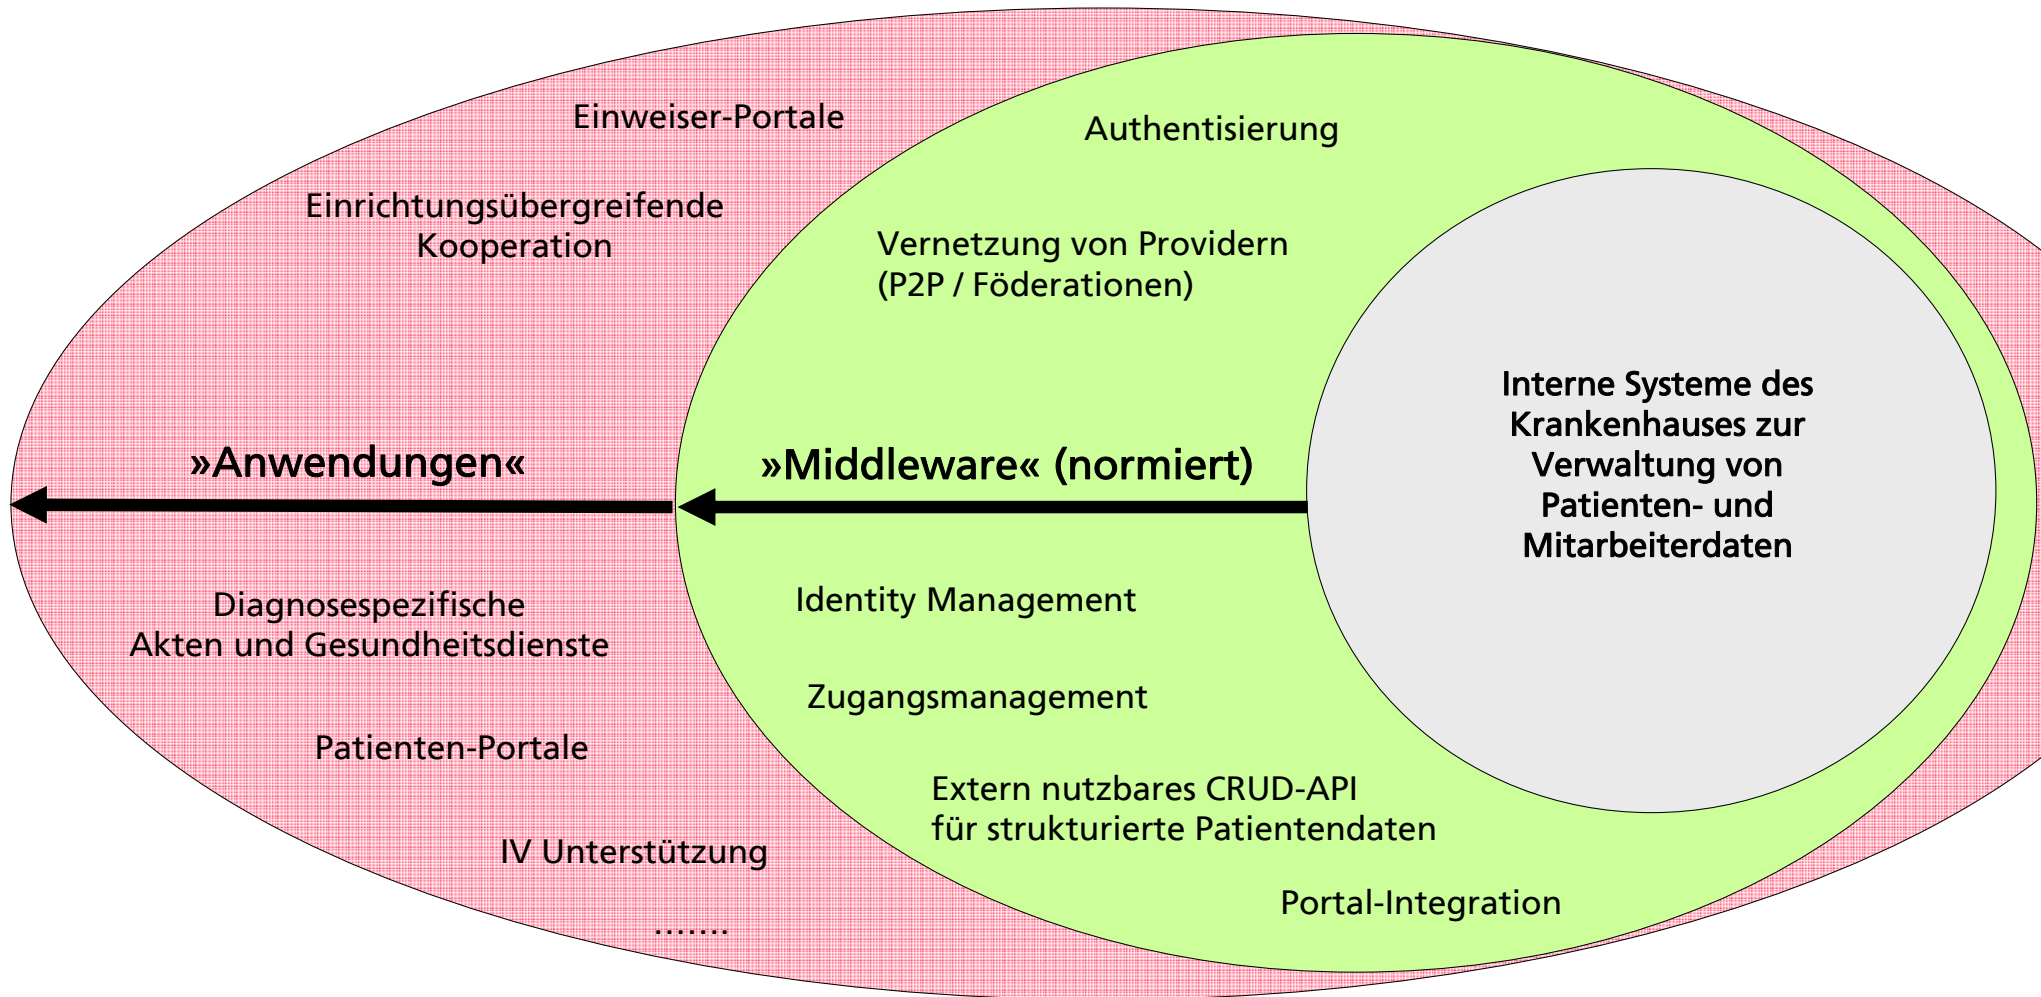 Einweiser-Portale
Einrichtungsübergreifende
Kooperation
»Anwendungen«
Diagnosespezifische
Akten und Gesundheitsdienste
Patienten-Portale
IV Unterstützung
.......
Authentisierung
Vernetzung von Providern
(P2P / Föderationen)
»Middleware« (normiert)
Identity Management
Zugangsmanagement
Extern nutzbares CRUD-API
für strukturierte Patientendaten
Portal-Integration
Interne Systeme des
Krankenhauses zur
Verwaltung von
Patienten- und
Mitarbeiterdaten